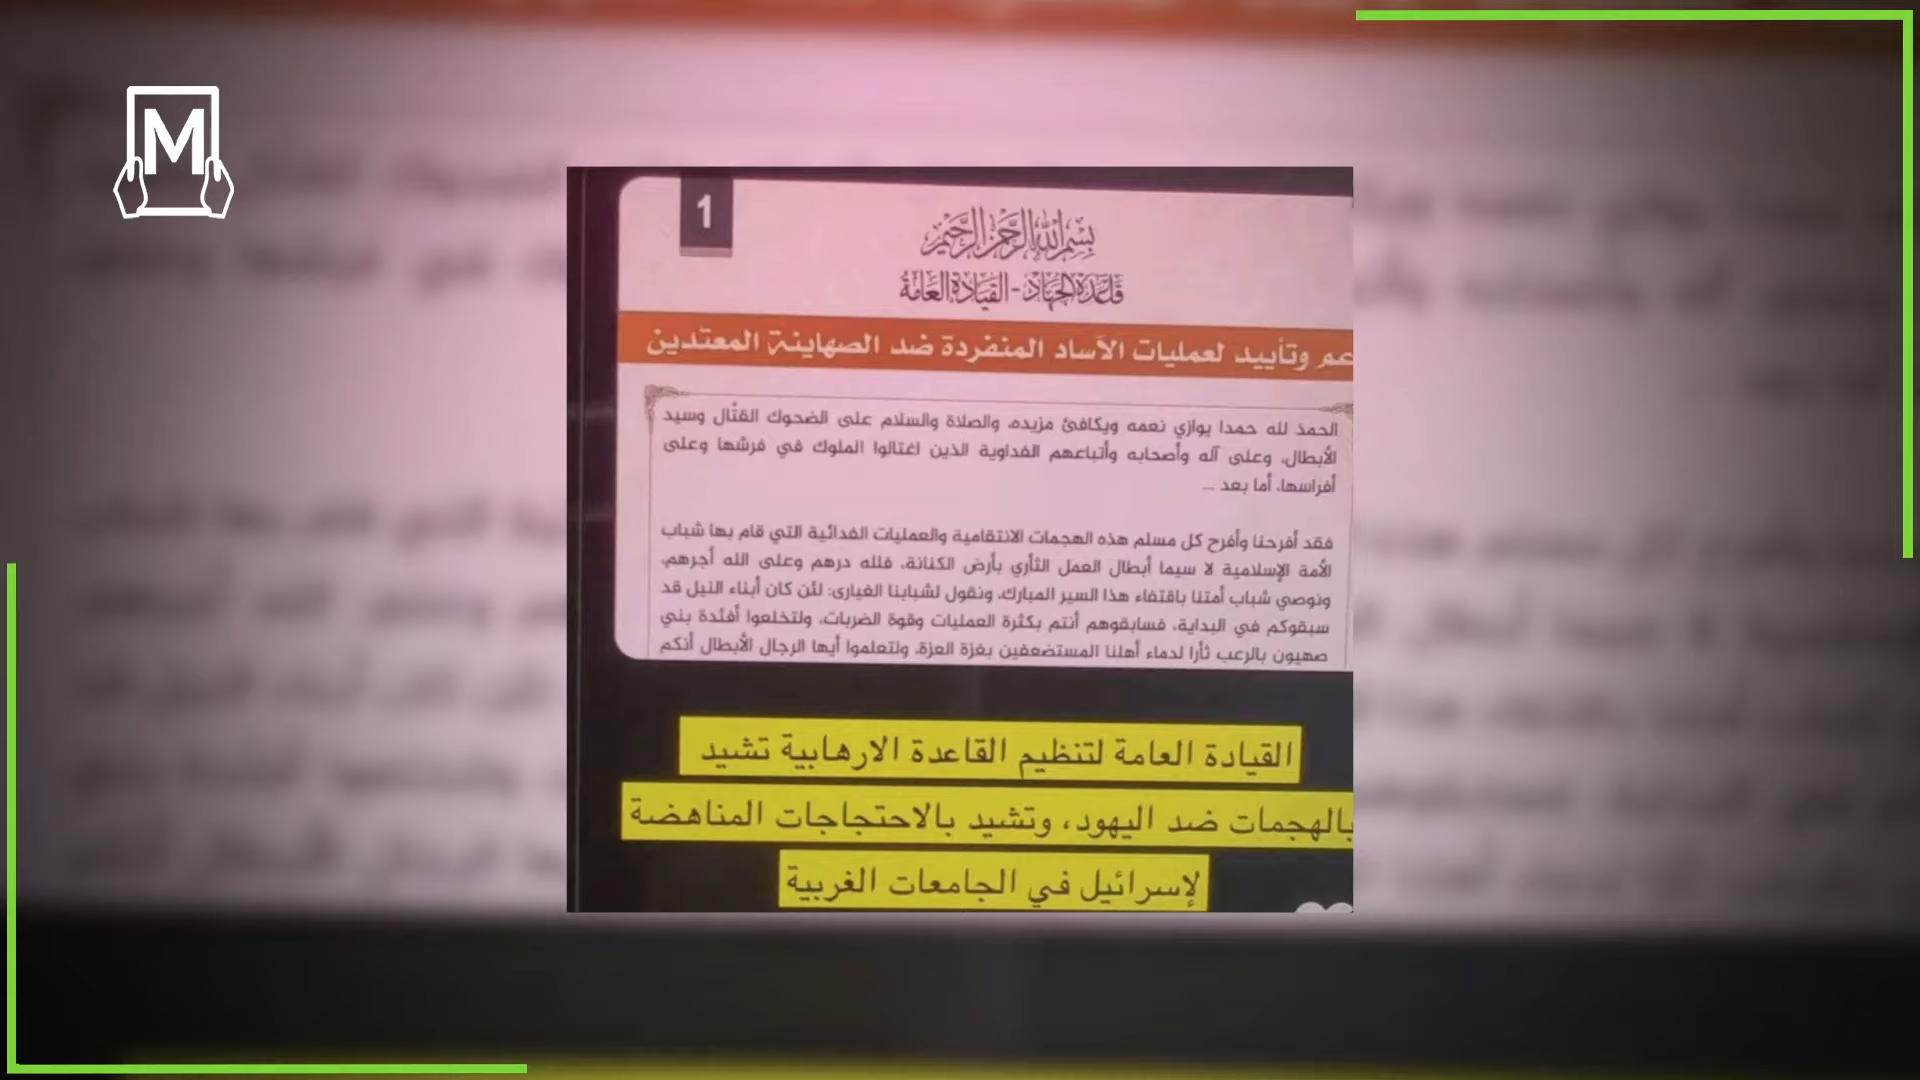 M
1
بسم الله الرحمن الرحيم
قاعدة الجهاد - القيادة العامة
عم وتأييد لعمليات الآساد المنفردة ضد الصهاينة المعتدين
الحمدُ لله حمدا يوازي نعمه ويكافئ مزيده، والصلاة والسلام على الضحوك القتَّال وسيد
الأبطال، وعلى آله وأصحابه وأتباعهم الفداوية الذين اغتالوا الملوك في فرشها وعلى
أفراسها، أما بعد ...
فقد أفرحنا وأفرح كل مسلم هذه الهجمات الانتقامية والعمليات الفدائية التي قام بها شباب
الأمة الإسلامية لا سيما أبطال العمل الثأري بأرض الكنانة، فلله درهم وعلى الله أجرهم،
ونوصي شباب أمتنا باقتفاء هذا السير المبارك، ونقول لشبابنا الغيارى: لئن كان أبناء النيل قد
سبقوكم في البداية، فسابقوهم أنتم بكثرة العمليات وقوة الضربات، ولتخلعوا أفئدة بني
صهيون بالرعب ثأرا لدماء أهلنا المستضعفين بغزة العزة، ولتعلموا أيها الرجال الأبطال أنكم
القيادة العامة لتنظيم القاعدة الارهابية تشيد
بالهجمات ضد اليهود، وتشيد بالاحتجاجات المناهضة
لإسرائيل في الجامعات الغربية